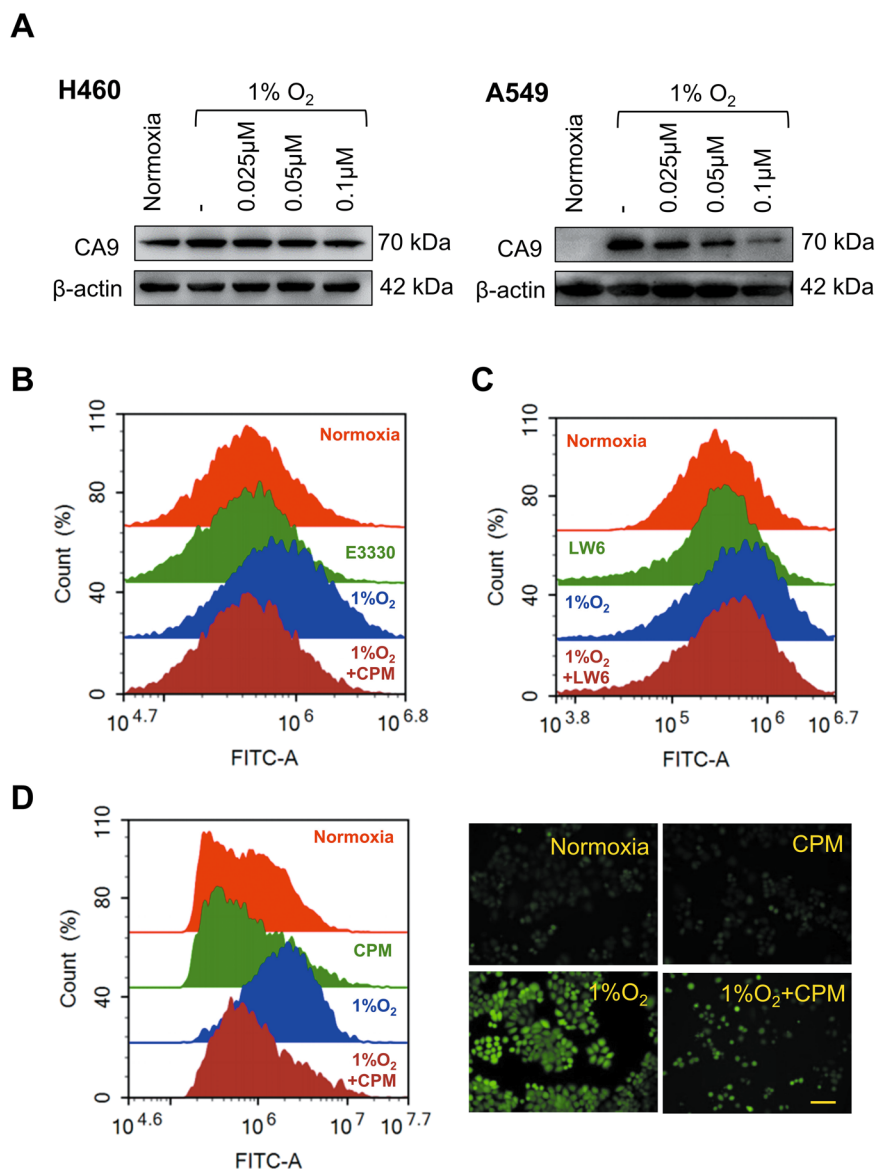 A
H460
1% O2
Normoxia
-
0.025μM
0.05μM
0.1μM
CA9
70 kDa
β-actin
42 kDa
A549
1% O2
Normoxia
-
0.025μM
0.05μM
0.1μM
CA9
70 kDa
β-actin
42 kDa
B
110
80
40
0
Count (%)
Normoxia
E3330
1%O2
1%O2
+CPM
10^4.7
10^6
10^6.8
FITC-A
C
110
80
40
0
Count (%)
Normoxia
LW6
1%O2
1%O2
+LW6
10^3.8
10^5
10^6
10^6.7
FITC-A
D
110
80
40
0
Count (%)
Normoxia
CPM
1%O2
1%O2
+CPM
10^4.6
10^6
10^7
10^7.7
FITC-A
Normoxia
CPM
1%O2
1%O2+CPM